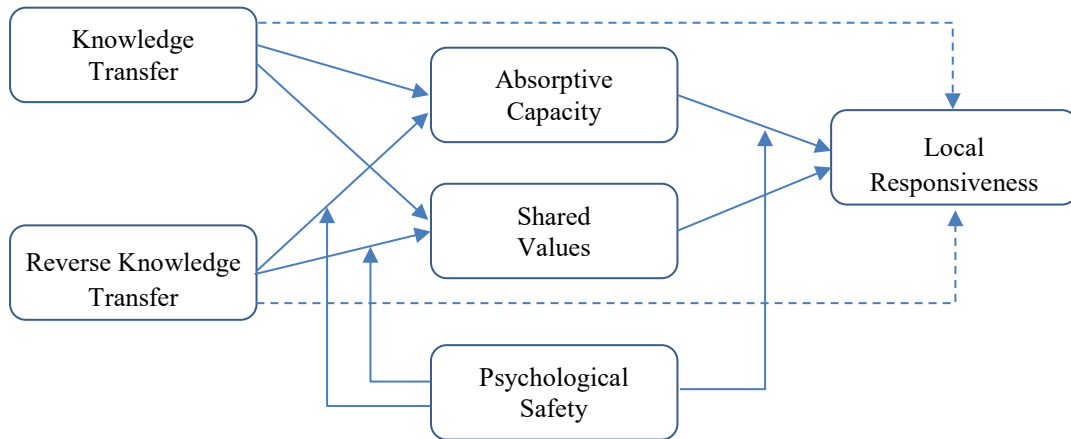 Knowledge
Transfer
Absorptive
Capacity
Local
Responsiveness
Shared
Values
Reverse Knowledge
Transfer
Psychological
Safety